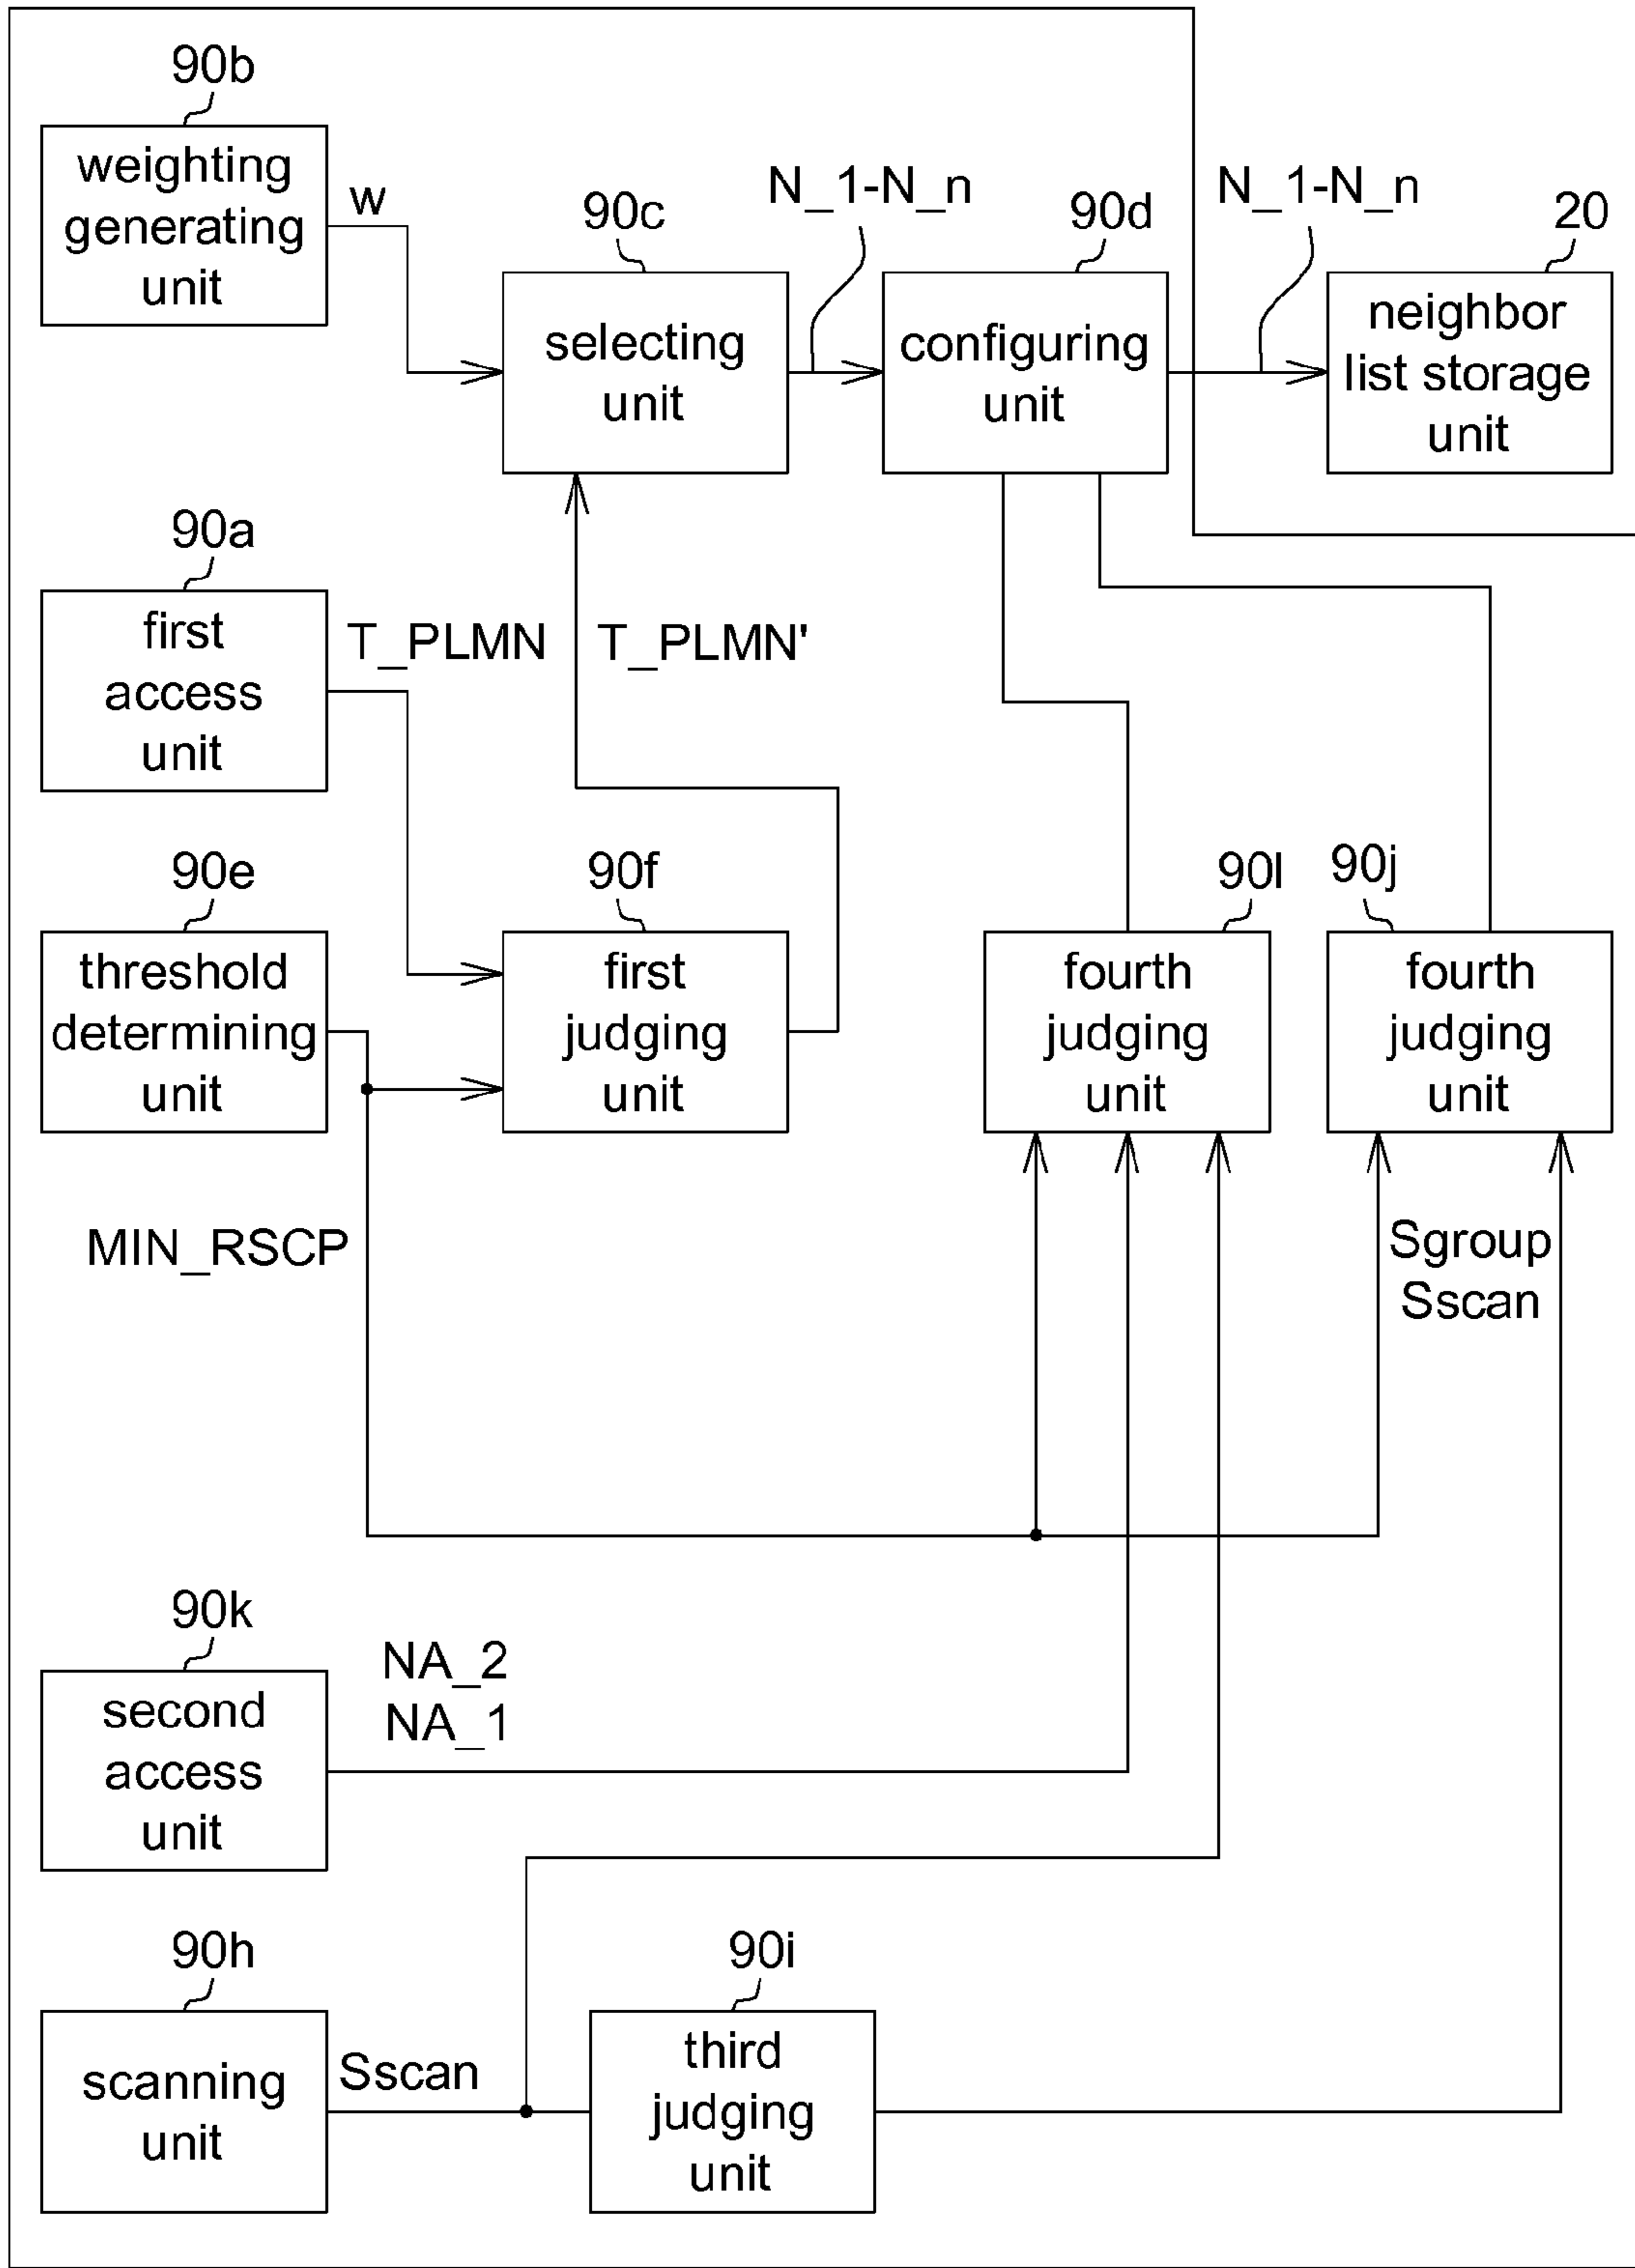 90b
weighting
generating
unit
w
90c
selecting
unit
N_1-N_n
90d
configuring
unit
N_1-N_n
20
neighbor
list storage
unit
90a
first
access
unit
T_PLMN
T_PLMN'
90e
threshold
determining
unit
90f
first
judging
unit
90l
fourth
judging
unit
90j
fourth
judging
unit
MIN_RSCP
Sgroup
Sscan
90k
second
access
unit
NA_2
NA_1
90h
scanning
unit
Sscan
90i
third
judging
unit